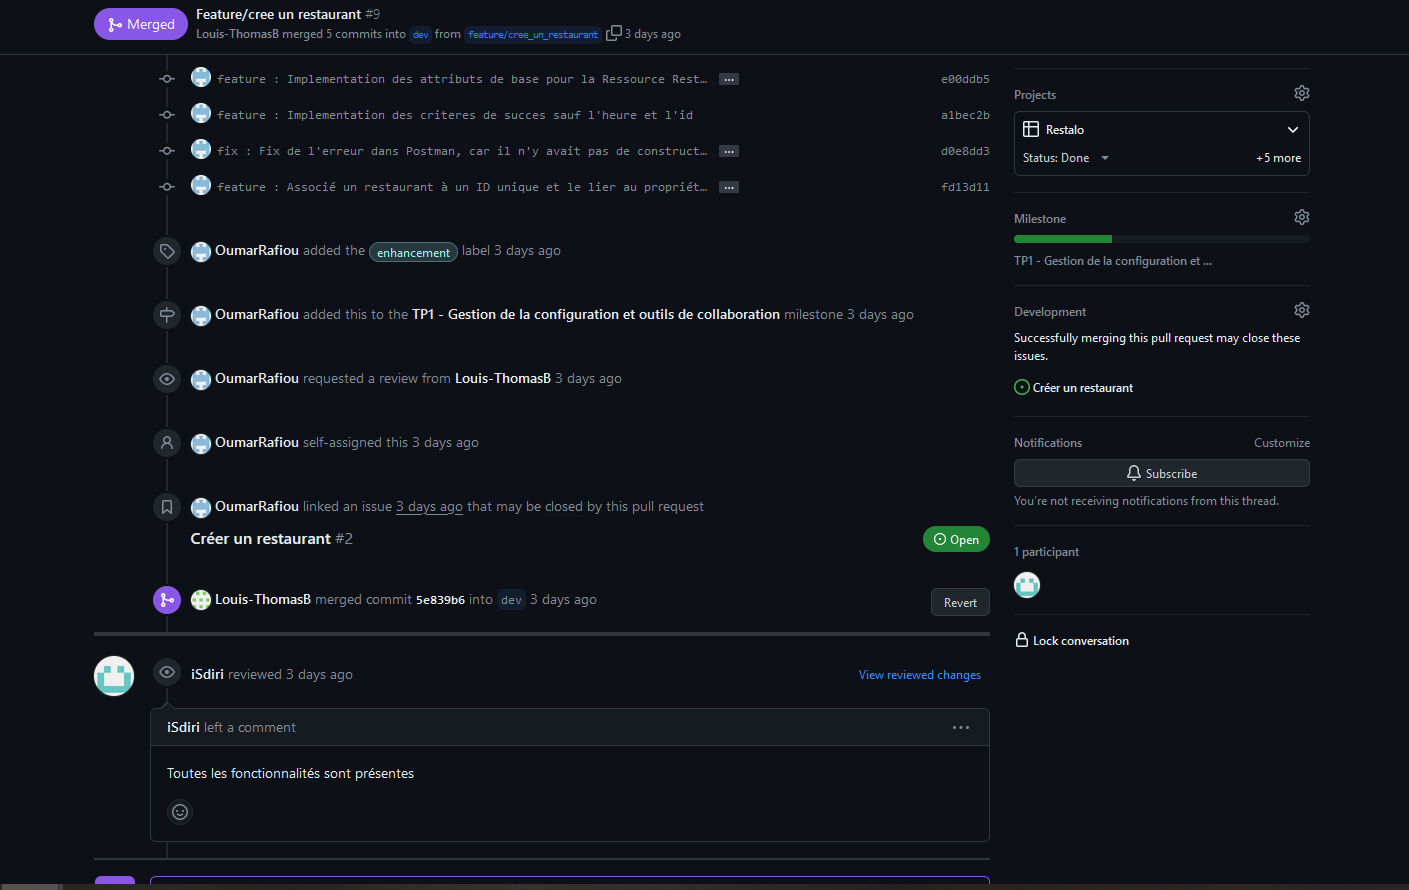 Merged
Feature/cree un restaurant #9
Louis-ThomasB merged 5 commits into dev from feature/cree_un_restaurant 3 days ago
feature : Implementation des attributs de base pour la Ressource Rest… …
e00ddb5
feature : Implementation des criteres de succes sauf l'heure et l'id
a1bec2b
fix : Fix de l'erreur dans Postman, car il n'y avait pas de construct… …
d0e8dd3
feature : Associé un restaurant à un ID unique et le lier au propriét… …
fd13d11
OumarRafiou added the enhancement label 3 days ago
OumarRafiou added this to the TP1 - Gestion de la configuration et outils de collaboration milestone 3 days ago
OumarRafiou requested a review from Louis-ThomasB 3 days ago
OumarRafiou self-assigned this 3 days ago
OumarRafiou linked an issue 3 days ago that may be closed by this pull request
Créer un restaurant #2
Open
Louis-ThomasB merged commit 5e839b6 into dev 3 days ago
Revert
iSdiri reviewed 3 days ago
View reviewed changes
iSdiri left a comment
Toutes les fonctionnalités sont présentes
Projects
Restalo
Status: Done
+5 more
Milestone
TP1 - Gestion de la configuration et ...
Development
Successfully merging this pull request may close these
issues.
Créer un restaurant
Notifications
Customize
Subscribe
You're not receiving notifications from this thread.
1 participant
Lock conversation